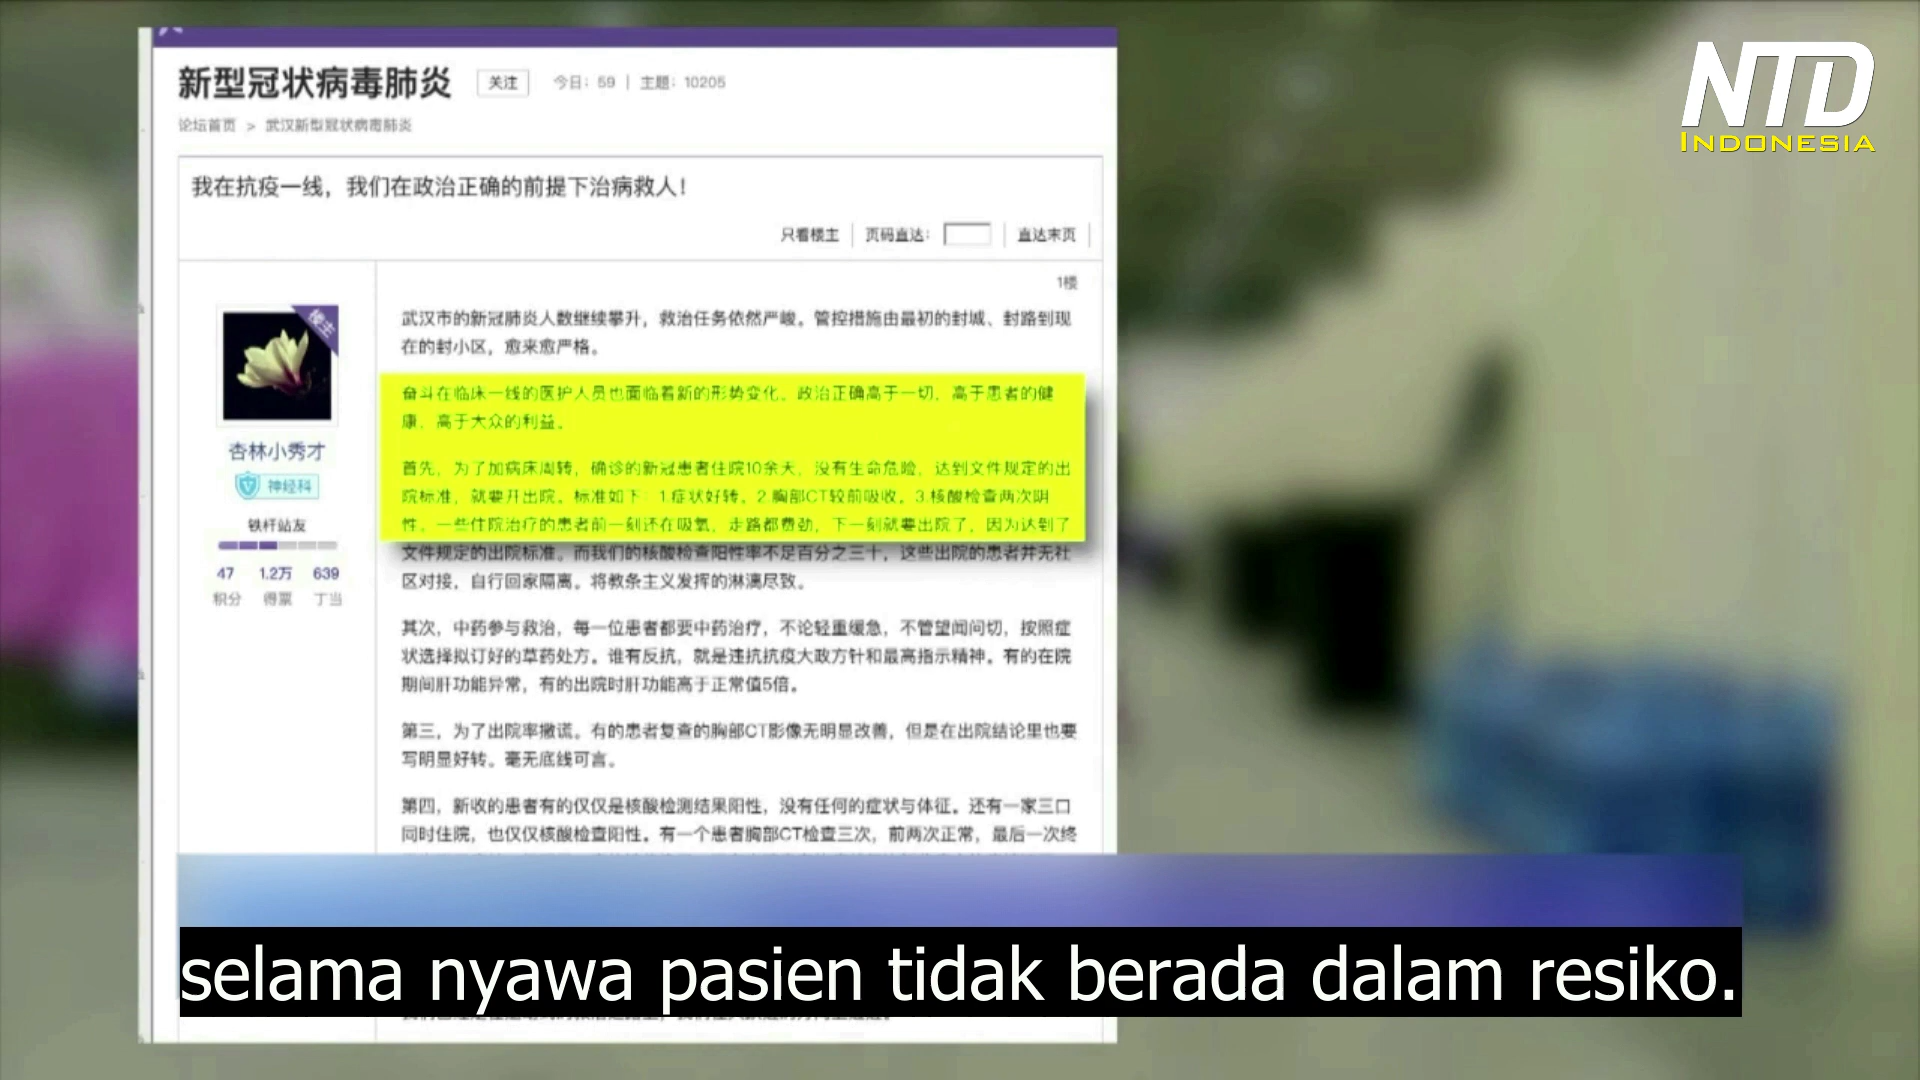 NTD
INDONESIA
新型冠状病毒肺炎 关注 今日: 59 | 主题: 10205
论坛首页 > 武汉新型冠状病毒肺炎
我在抗疫一线，我们在政治正确的前提下治病救人！
只看楼主 页码直达: 直达末页
1楼
楼主
杏林小秀才
神经科
铁杆站友
47 1.2万 639
积分 得票 丁当
武汉市的新冠肺炎人数继续攀升，救治任务依然严峻。管控措施由最初的封城、封路到现
在的封小区，愈来愈严格。
奋斗在临床一线的医护人员也面临着新的形势变化。政治正确高于一切，高于患者的健
康，高于大众的利益。
首先，为了加病床周转，确诊的新冠患者住院10余天，没有生命危险，达到文件规定的出
院标准，就要开出院。标准如下：1.症状好转。2.胸部CT较前吸收。3.核酸检查两次阴
性。一些住院治疗的患者前一刻还在吸氧，走路都费劲，下一刻就要出院了，因为达到了
文件规定的出院标准。而我们的核酸检查阳性率不足百分之三十，这些出院的患者并无社
区对接，自行回家隔离。将教条主义发挥的淋漓尽致。
其次，中药参与救治，每一位患者都要中药治疗，不论轻重缓急，不管望闻问切，按照症
状选择拟订好的草药处方。谁有反抗，就是违抗抗疫大政方针和最高指示精神。有的在院
期间肝功能异常，有的出院时肝功能高于正常值5倍。
第三，为了出院率撒谎。有的患者复查的胸部CT影像无明显改善，但是在出院结论里也要
写明显好转。毫无底线可言。
第四，新收的患者有的仅仅是核酸检测结果阳性，没有任何的症状与体征。还有一家三口
同时住院，也仅仅核酸检查阳性。有一个患者胸部CT检查三次，前两次正常，最后一次终
selama nyawa pasien tidak berada dalam resiko.